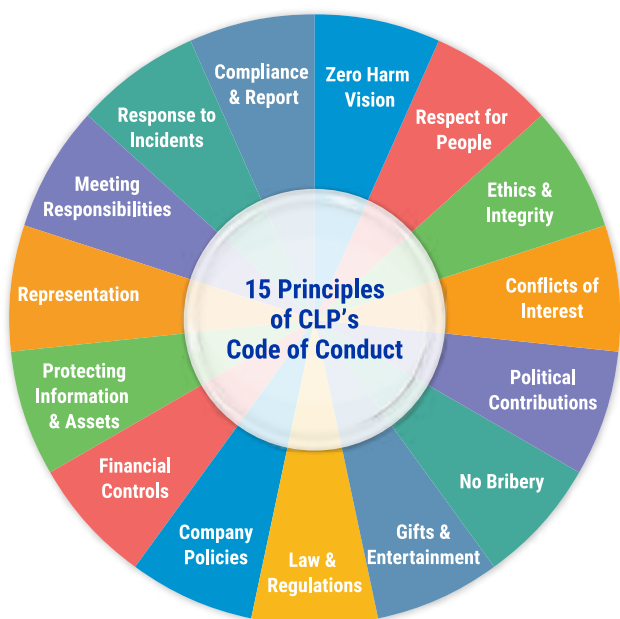 15 Principles
of CLP's
Code of Conduct
Zero Harm
Vision
Respect for
People
Ethics &
Integrity
Conflicts of
Interest
Political
Contributions
No Bribery
Gifts &
Entertainment
Law &
Regulations
Company
Policies
Financial
Controls
Protecting
Information
& Assets
Representation
Meeting
Responsibilities
Response to
Incidents
Compliance
& Report